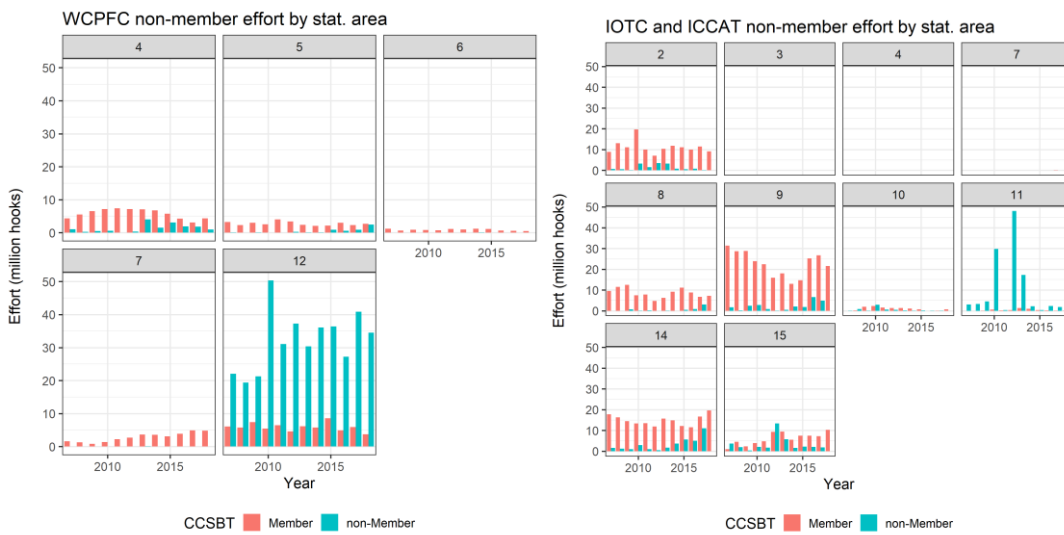 WCPFC non-member effort by stat. area
4 5 6
50
40
30
20
10
0
2010 2015
7 12
50
40
30
20
10
0
2010 2015 2010 2015
Effort (million hooks)
Year
CCSBT Member non-Member
IOTC and ICCAT non-member effort by stat. area
2 3 4 7
50
40
30
20
10
0
8 9 10 11
50
40
30
20
10
0
2010 2015 2010 2015
14 15
50
40
30
20
10
0
2010 2015 2010 2015
Effort (million hooks)
Year
CCSBT Member non-Member